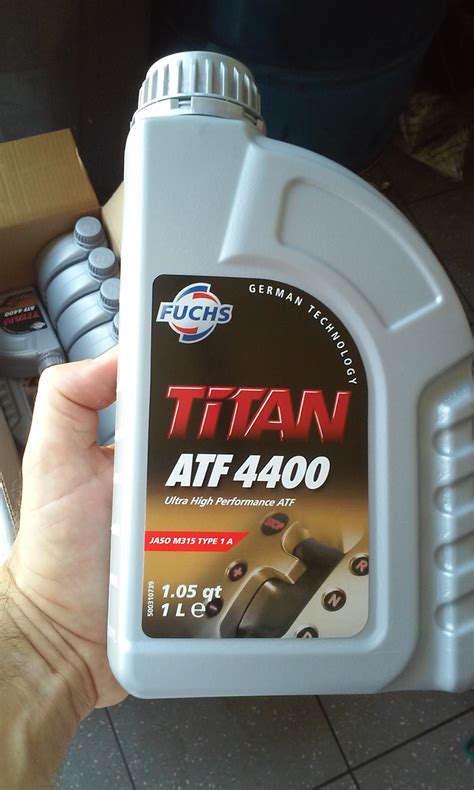 FUCHS
GERMAN TECHNOLOGY
TiTAN
ATF 4400
Ultra High Performance ATF
JASO M315 TYPE 1 A
1.05 qt
1 L e
500310739
R
N
D
TiTAN
ATF 4400